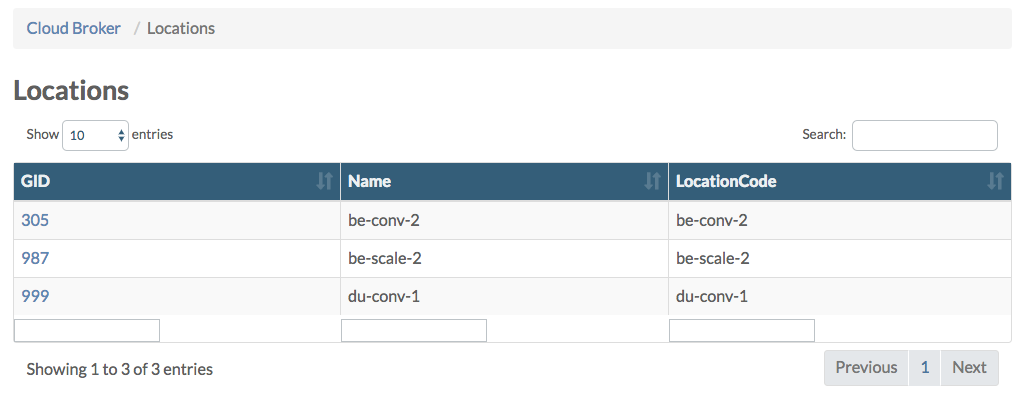 Cloud Broker / Locations
Locations
Show 10 entries Search:
GID Name LocationCode
305 be-conv-2 be-conv-2
987 be-scale-2 be-scale-2
999 du-conv-1 du-conv-1
Showing 1 to 3 of 3 entries Previous 1 Next